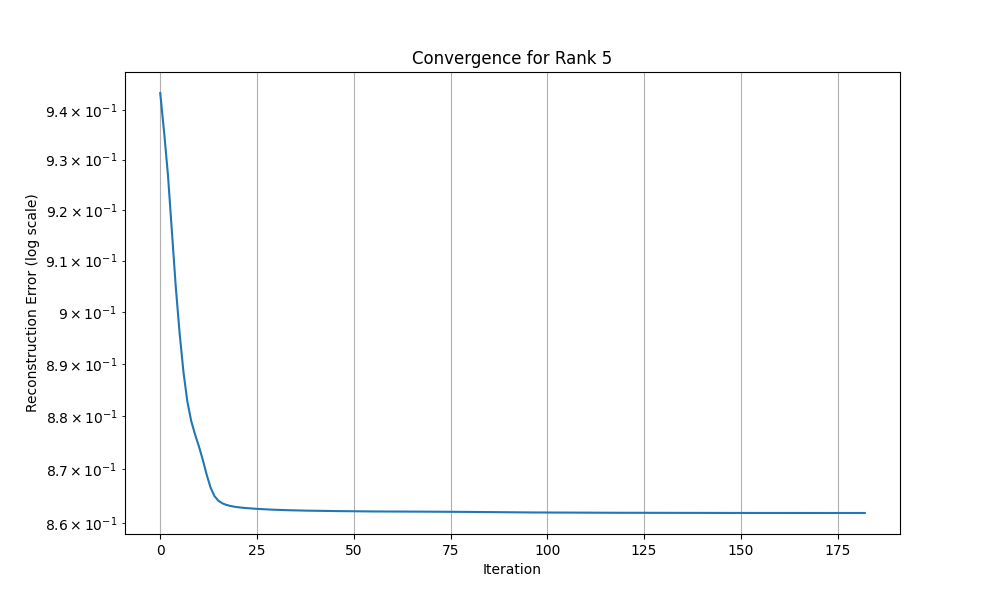 Convergence for Rank 5
Reconstruction Error (log scale)
9.4 × 10⁻¹
9.3 × 10⁻¹
9.2 × 10⁻¹
9.1 × 10⁻¹
9 × 10⁻¹
8.9 × 10⁻¹
8.8 × 10⁻¹
8.7 × 10⁻¹
8.6 × 10⁻¹
0 25 50 75 100 125 150 175
Iteration